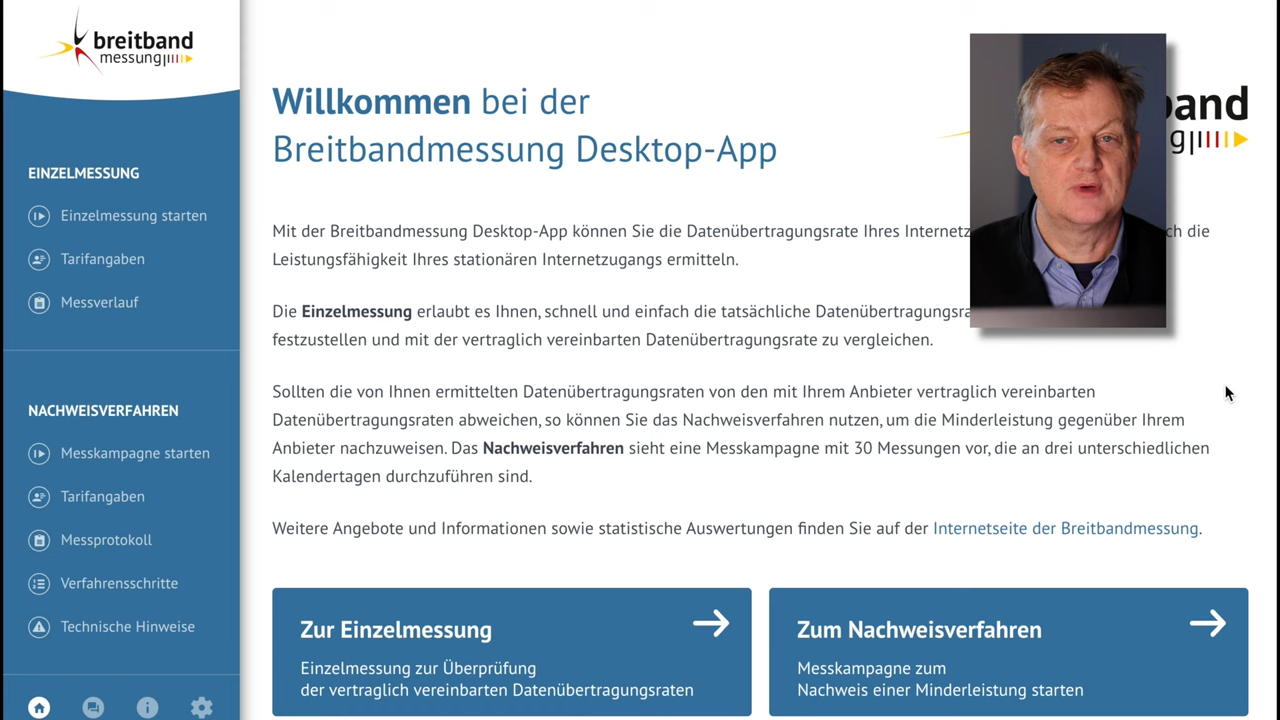 breitband
messung
EINZELMESSUNG
Einzelmessung starten
Tarifangaben
Messverlauf
NACHWEISVERFAHREN
Messkampagne starten
Tarifangaben
Messprotokoll
Verfahrensschritte
Technische Hinweise
Willkommen bei der
Breitbandmessung Desktop-App
Mit der Breitbandmessung Desktop-App können Sie die Datenübertragungsrate Ihres die
Leistungsfähigkeit Ihres stationären Internetzugangs ermitteln.
Die Einzelmessung erlaubt es Ihnen, schnell und einfach die tatsächliche
festzustellen und mit der vertraglich vereinbarten Datenübertragungsrate zu vergleichen.
Sollten die von Ihnen ermittelten Datenübertragungsraten von den mit Ihrem Anbieter vertraglich vereinbarten
Datenübertragungsraten abweichen, so können Sie das Nachweisverfahren nutzen, um die Minderleistung gegenüber Ihrem
Anbieter nachzuweisen. Das Nachweisverfahren sieht eine Messkampagne mit 30 Messungen vor, die an drei unterschiedlichen
Kalendertagen durchzuführen sind.
Weitere Angebote und Informationen sowie statistische Auswertungen finden Sie auf der Internetseite der Breitbandmessung.
Zur Einzelmessung
Einzelmessung zur Überprüfung
der vertraglich vereinbarten Datenübertragungsraten
Zum Nachweisverfahren
Messkampagne zum
Nachweis einer Minderleistung starten